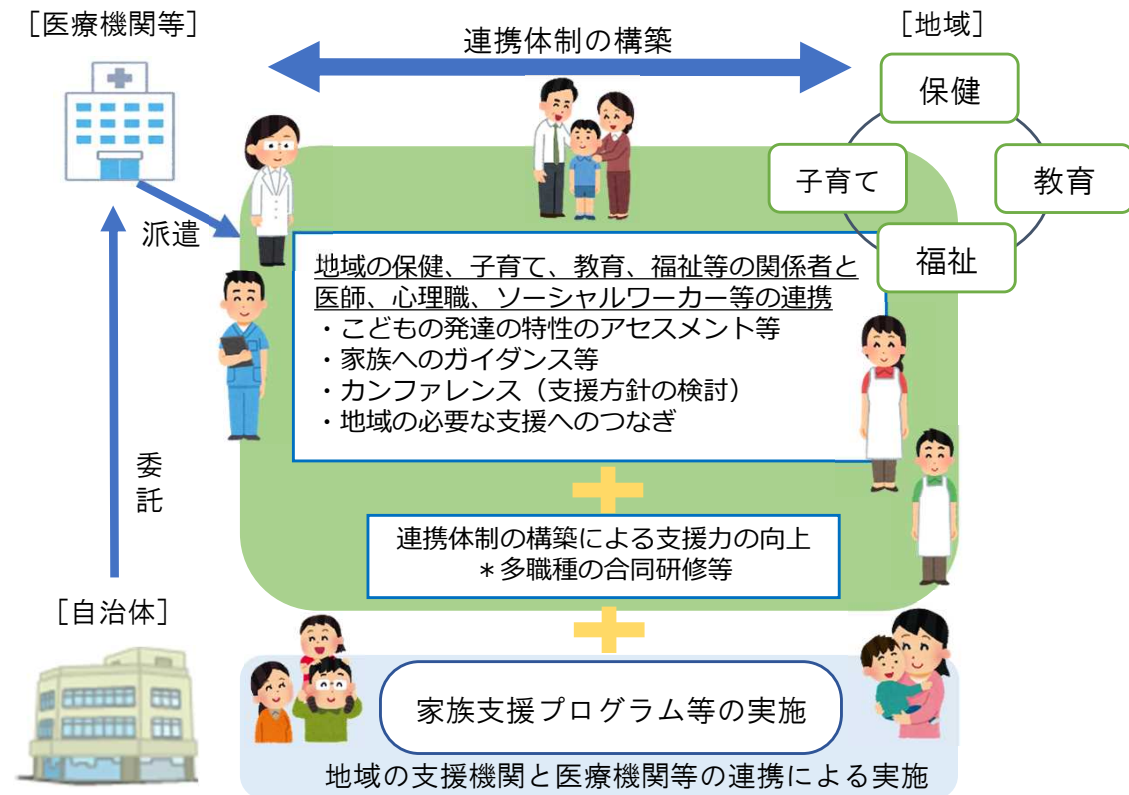 ［医療機関等］
連携体制の構築
［地域］
保健
子育て
教育
福祉
派遣
委託
［自治体］
地域の保健、子育て、教育、福祉等の関係者と
医師、心理職、ソーシャルワーカー等の連携
・こどもの発達の特性のアセスメント等
・家族へのガイダンス等
・カンファレンス（支援方針の検討）
・地域の必要な支援へのつなぎ
連携体制の構築による支援力の向上
＊多職種の合同研修等
家族支援プログラム等の実施
地域の支援機関と医療機関等の連携による実施